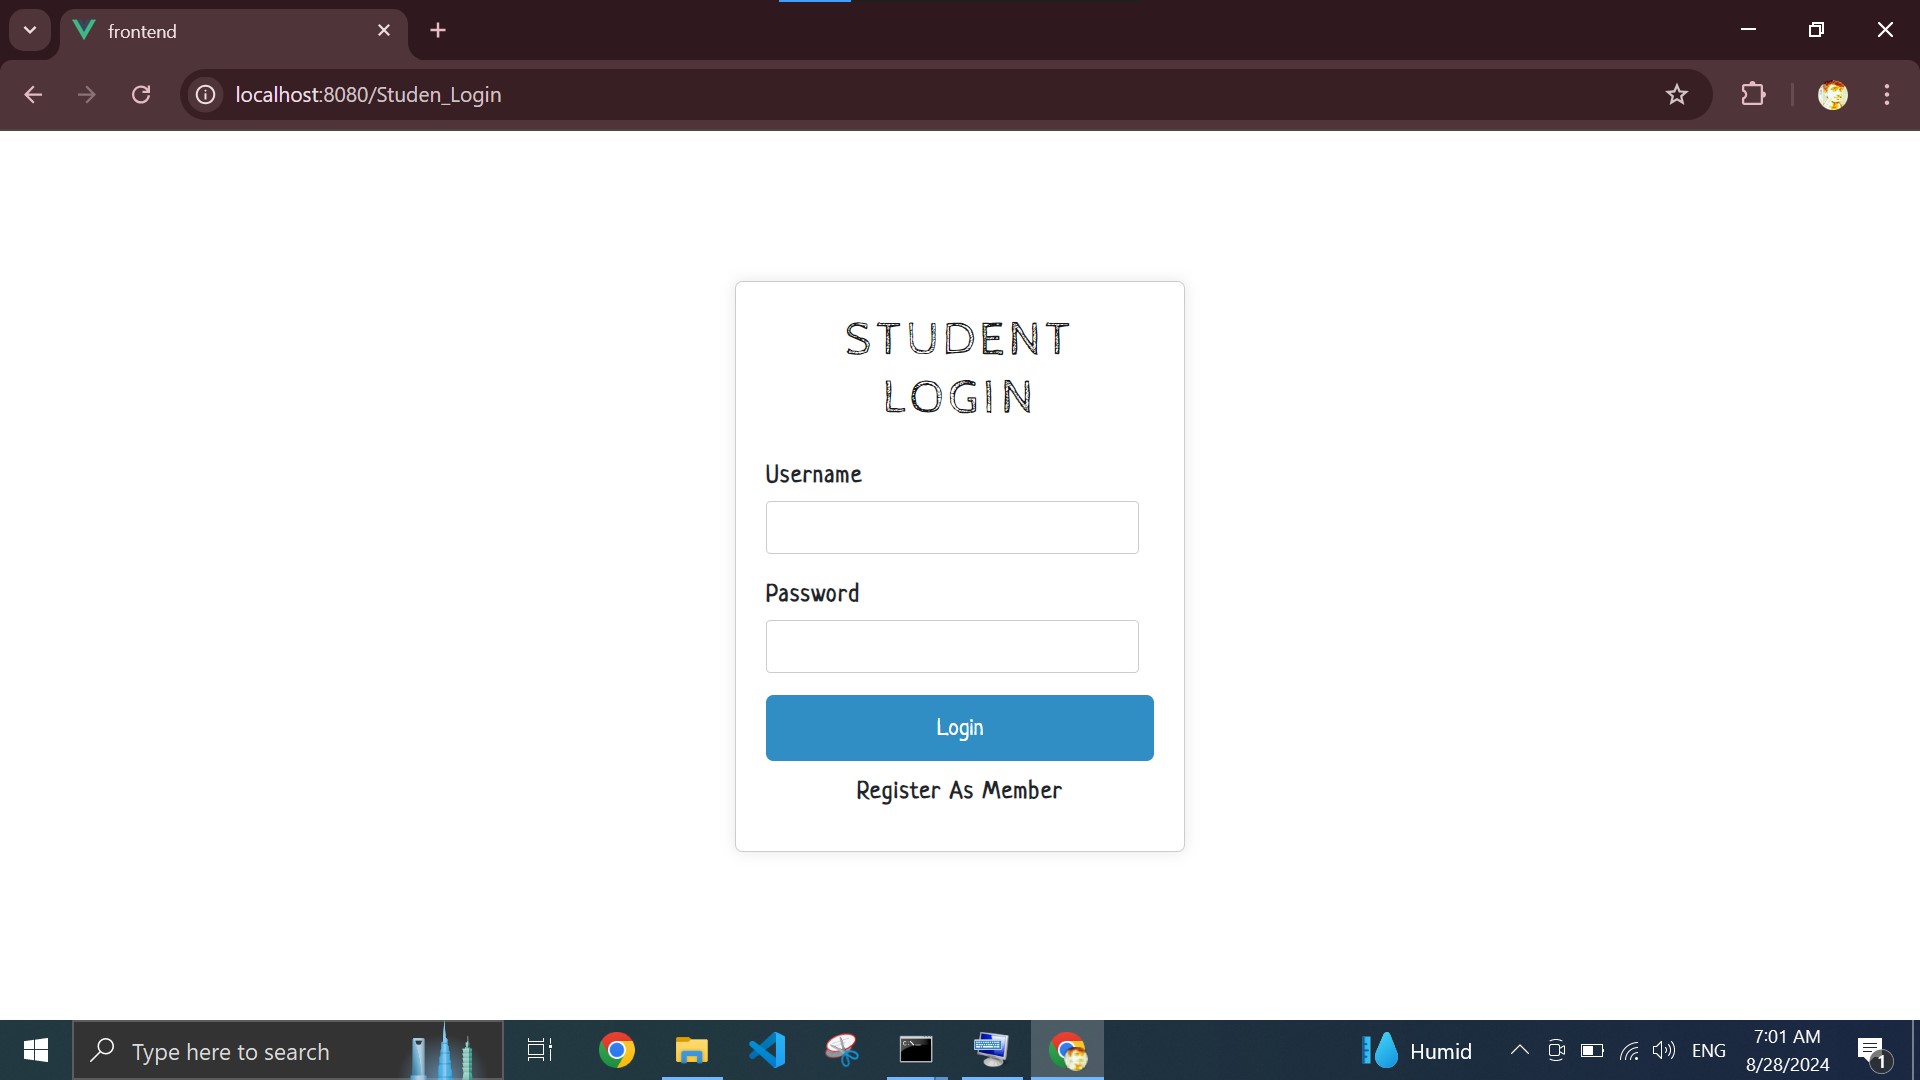 frontend
localhost:8080/Studen_Login
STUDENT
LOGIN
Username
Password
Login
Register As Member
Type here to search
Humid
ENG
7:01 AM
8/28/2024
1